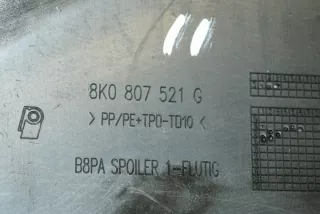 8K0 807 521 G
> PP/PE+TPO-TD10 <
B8PA SPOILER 1-FLUTIG